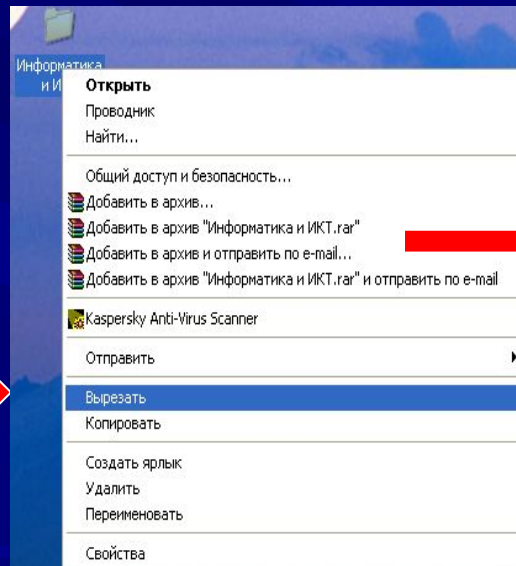 Информатика
и И
Открыть
Проводник
Найти...
Общий доступ и безопасность...
Добавить в архив...
Добавить в архив "Информатика и ИКТ.rar"
Добавить в архив и отправить по e-mail...
Добавить в архив "Информатика и ИКТ.rar" и отправить по e-mail
Kaspersky Anti-Virus Scanner
Отправить
Вырезать
Копировать
Создать ярлык
Удалить
Переименовать
Свойства